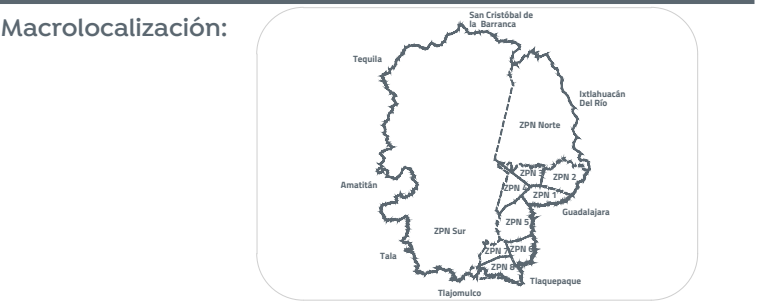 Macrolocalización:
San Cristóbal de
la Barranca
Tequila
Ixtlahuacán
Del Río
ZPN Norte
ZPN 3
ZPN 2
Amatitán
ZPN 4
ZPN 1
Guadalajara
ZPN 5
ZPN Sur
ZPN 7
ZPN 6
Tala
ZPN 8
Tlaquepaque
Tlajomulco